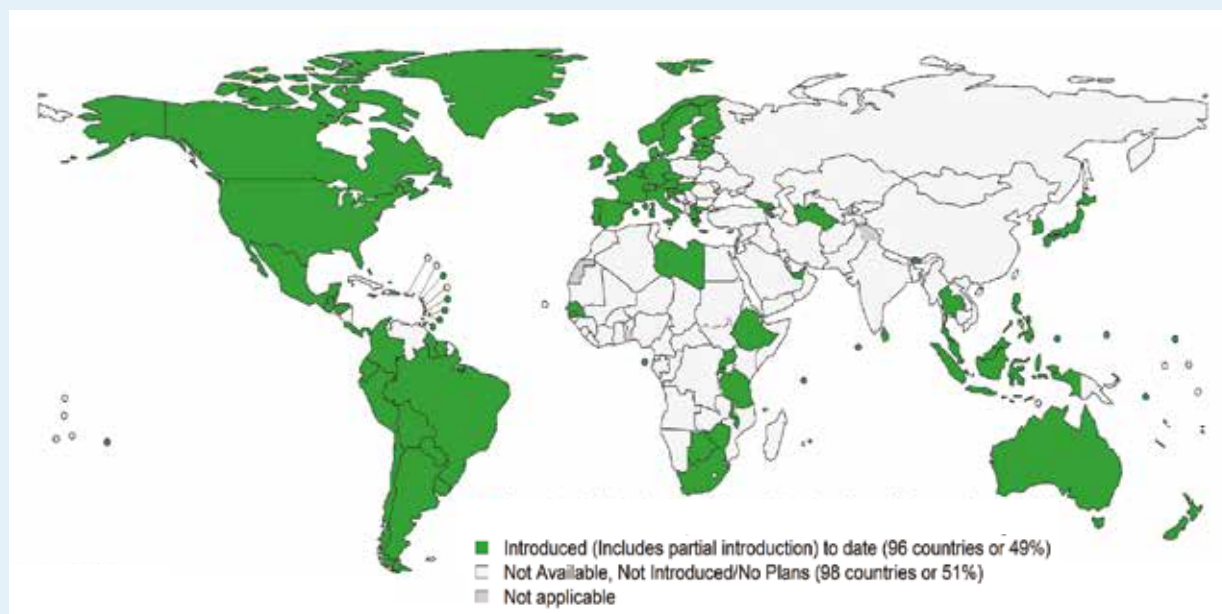 Introduced (Includes partial introduction) to date (96 countries or 49%)
Not Available, Not Introduced/No Plans (98 countries or 51%)
Not applicable